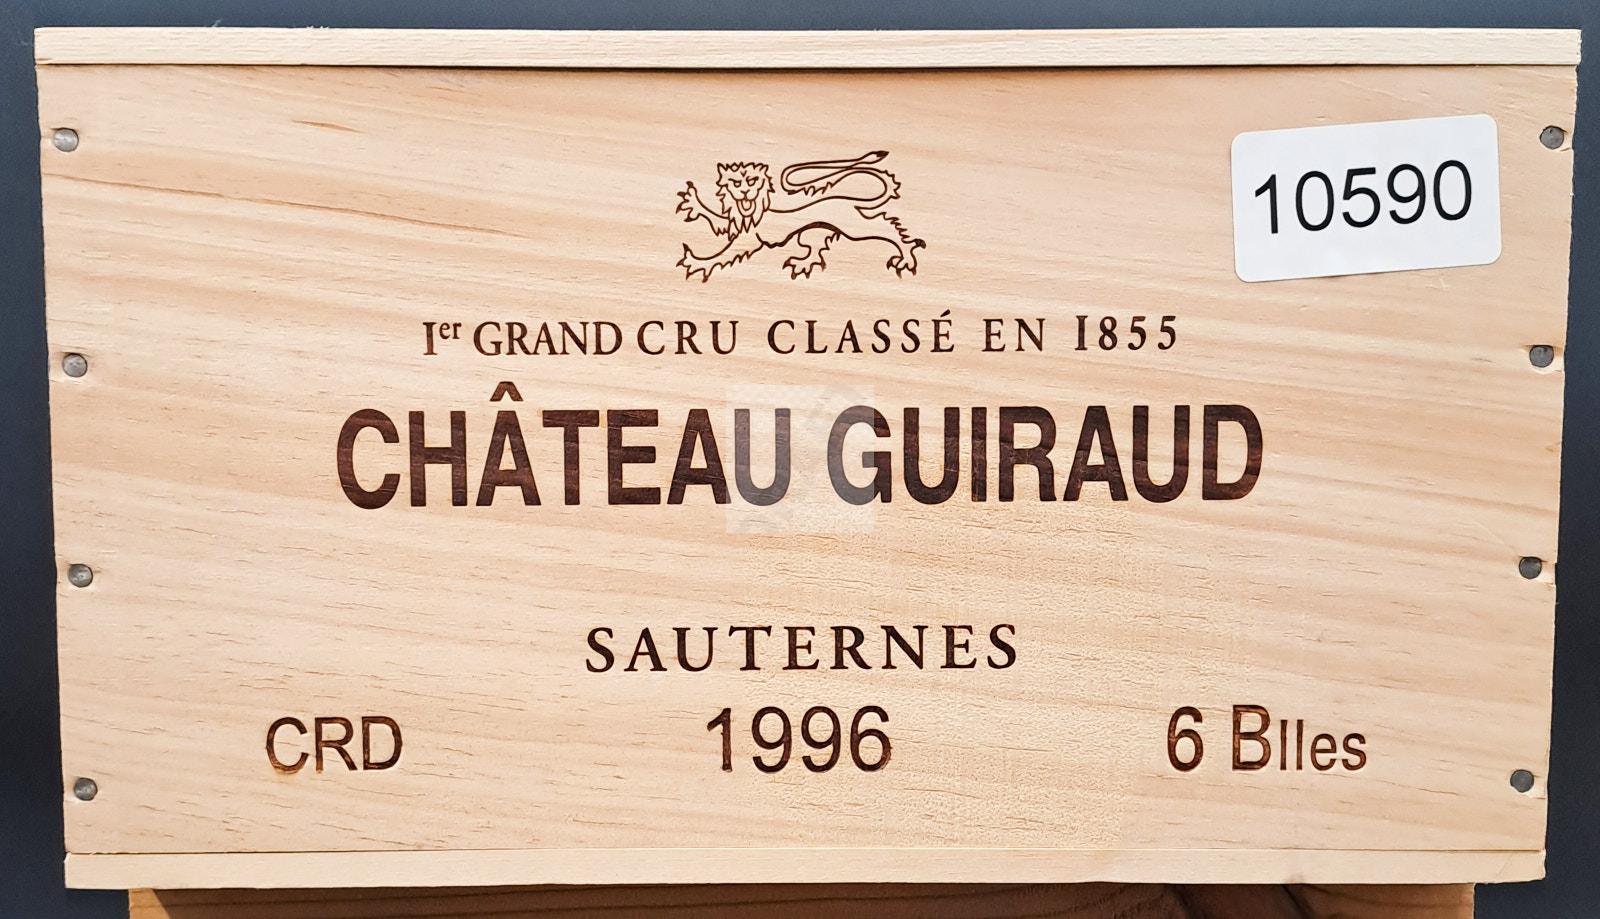 10590
Ier GRAND CRU CLASSÉ EN 1855
CHÂTEAU GUIRAUD
SAUTERNES
CRD 1996 6 Blles